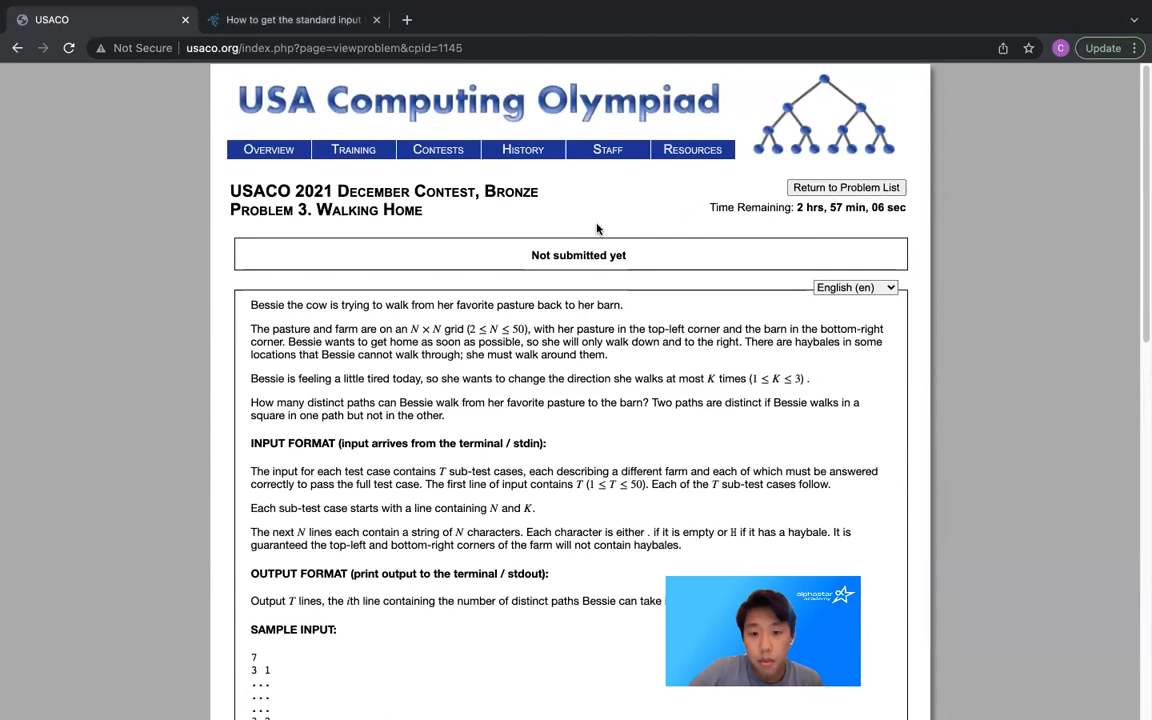 USACO
How to get the standard input
Not Secure
usaco.org/index.php?page=viewproblem&cpid=1145
C
Update
USA Computing Olympiad
OVERVIEW
TRAINING
CONTESTS
HISTORY
STAFF
RESOURCES
USACO 2021 DECEMBER CONTEST, BRONZE
PROBLEM 3. WALKING HOME
Return to Problem List
Time Remaining: 2 hrs, 57 min, 06 sec
Not submitted yet
English (en)
Bessie the cow is trying to walk from her favorite pasture back to her barn.
The pasture and farm are on an N × N grid (2 ≤ N ≤ 50), with her pasture in the top-left corner and the barn in the bottom-right
corner. Bessie wants to get home as soon as possible, so she will only walk down and to the right. There are haybales in some
locations that Bessie cannot walk through; she must walk around them.
Bessie is feeling a little tired today, so she wants to change the direction she walks at most K times (1 ≤ K ≤ 3) .
How many distinct paths can Bessie walk from her favorite pasture to the barn? Two paths are distinct if Bessie walks in a
square in one path but not in the other.
INPUT FORMAT (input arrives from the terminal / stdin):
The input for each test case contains T sub-test cases, each describing a different farm and each of which must be answered
correctly to pass the full test case. The first line of input contains T (1 ≤ T ≤ 50). Each of the T sub-test cases follow.
Each sub-test case starts with a line containing N and K.
The next N lines each contain a string of N characters. Each character is either . if it is empty or H if it has a haybale. It is
guaranteed the top-left and bottom-right corners of the farm will not contain haybales.
OUTPUT FORMAT (print output to the terminal / stdout):
Output T lines, the ith line containing the number of distinct paths Bessie can take
alphastar
academy
SAMPLE INPUT:
7
3 1
...
...
...